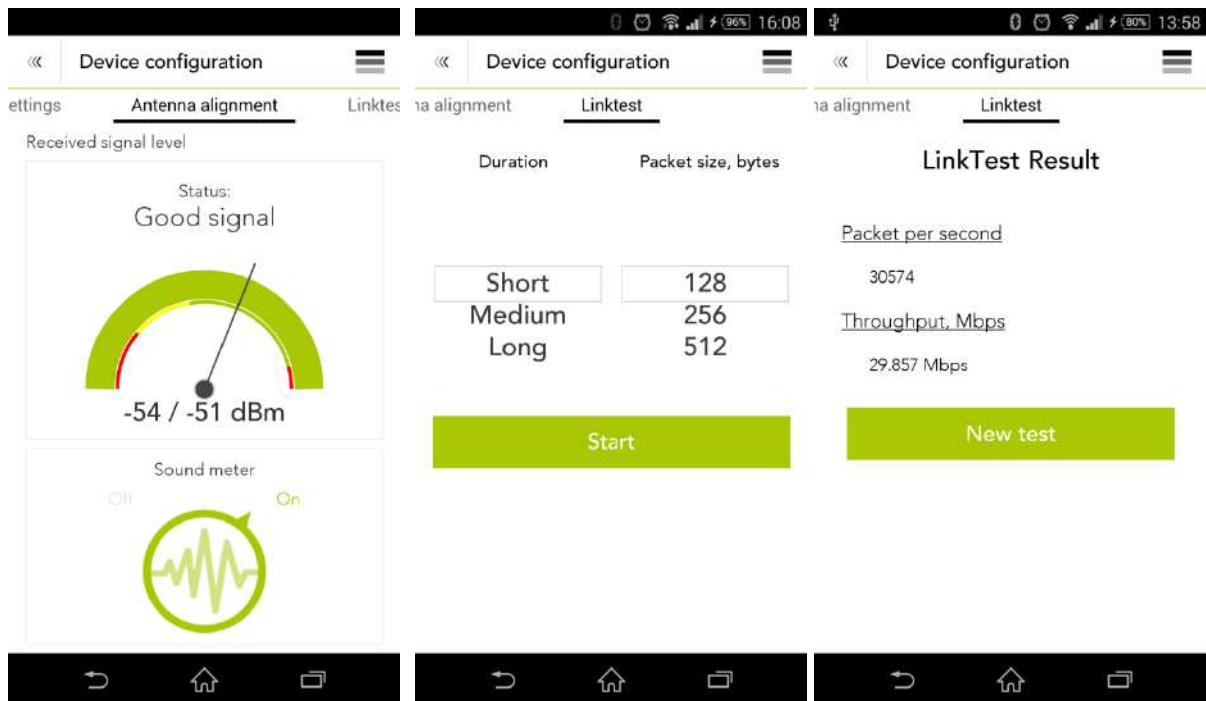 Device configuration
ettings Antenna alignment Linktes
Received signal level
Status:
Good signal
-54 / -51 dBm
Sound meter
Off On
96% 16:08
Device configuration
na alignment Linktest
Duration Packet size, bytes
Short 128
Medium 256
Long 512
Start
80% 13:58
Device configuration
na alignment Linktest
LinkTest Result
Packet per second
30574
Throughput, Mbps
29.857 Mbps
New test